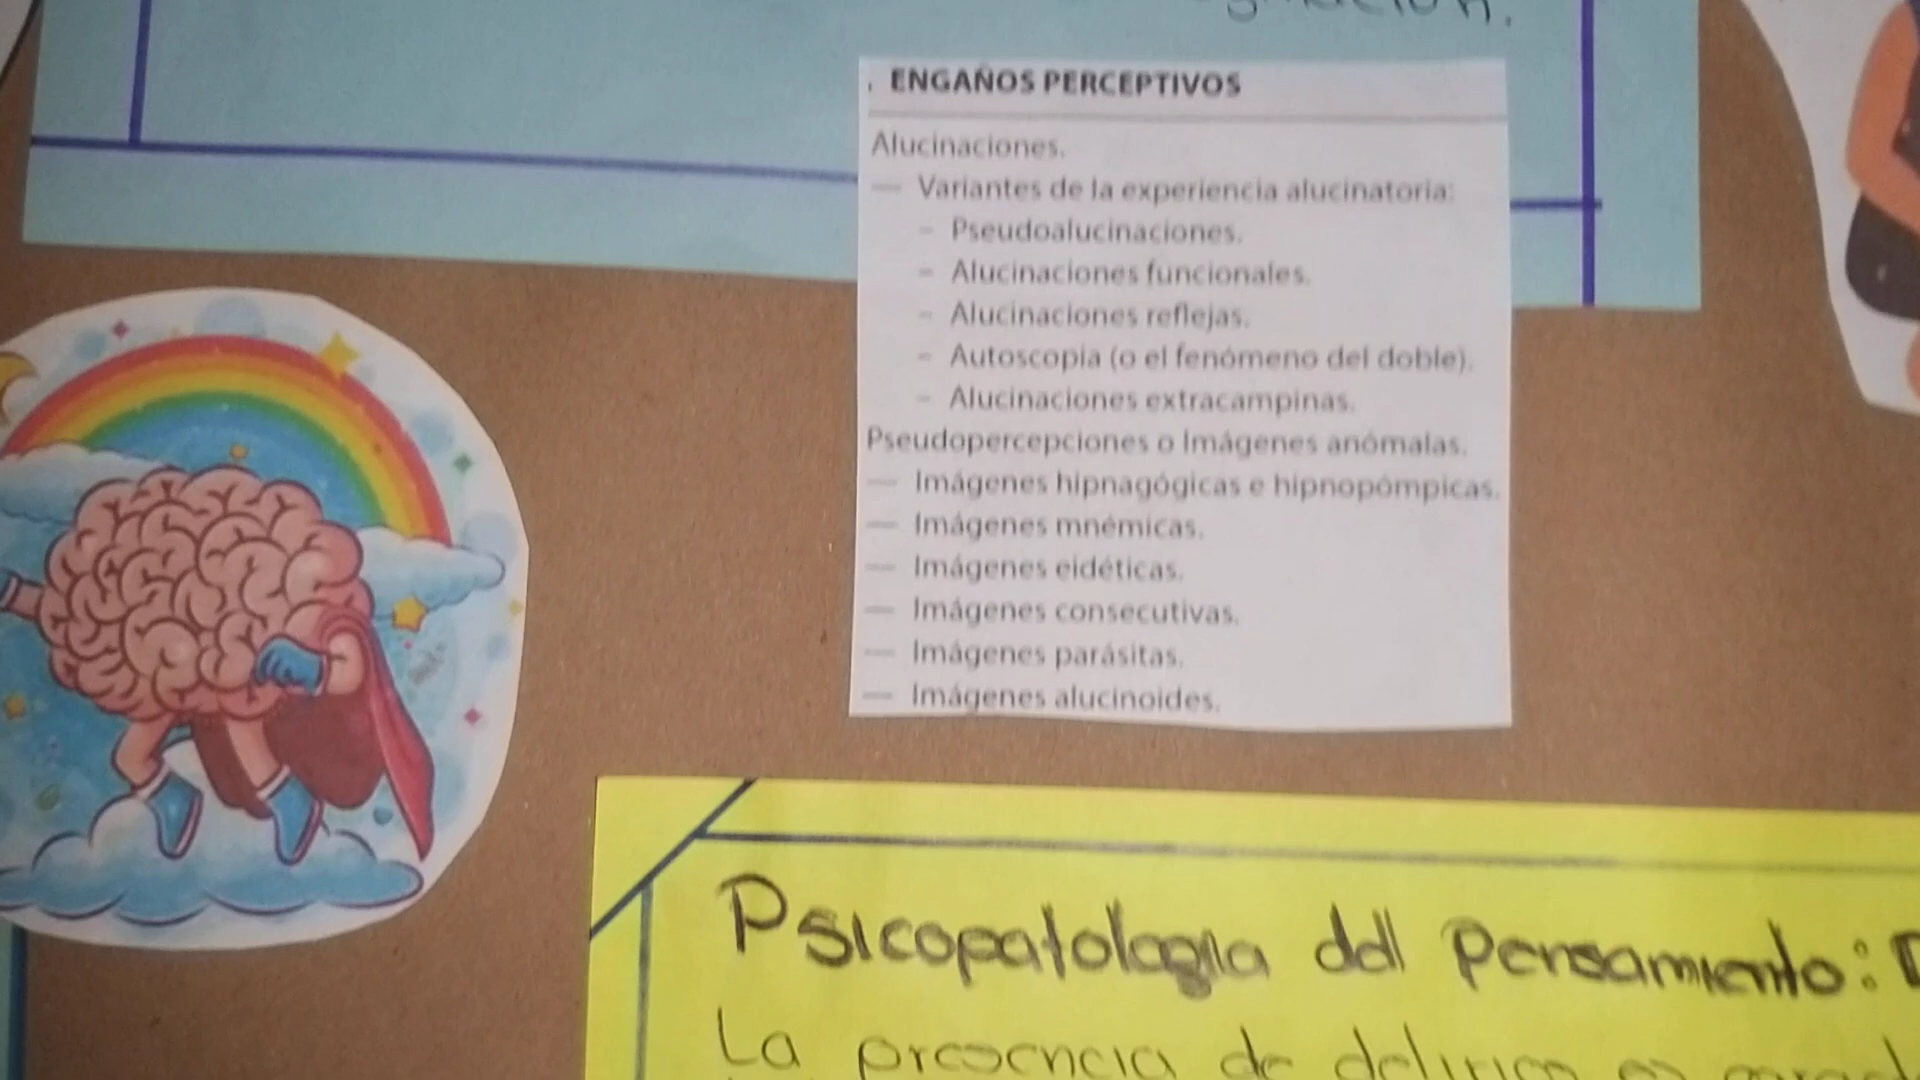 . ENGAÑOS PERCEPTIVOS
Alucinaciones.
— Variantes de la experiencia alucinatoria:
– Pseudoalucinaciones.
– Alucinaciones funcionales.
– Alucinaciones reflejas.
– Autoscopia (o el fenómeno del doble).
– Alucinaciones extracampinas.
Pseudopercepciones o Imágenes anómalas.
— Imágenes hipnagógicas e hipnopómpicas.
— Imágenes mnémicas.
— Imágenes eidéticas.
— Imágenes consecutivas.
— Imágenes parásitas.
— Imágenes alucinoides.
Psicopatologia del Pensamiento:
La presencia de